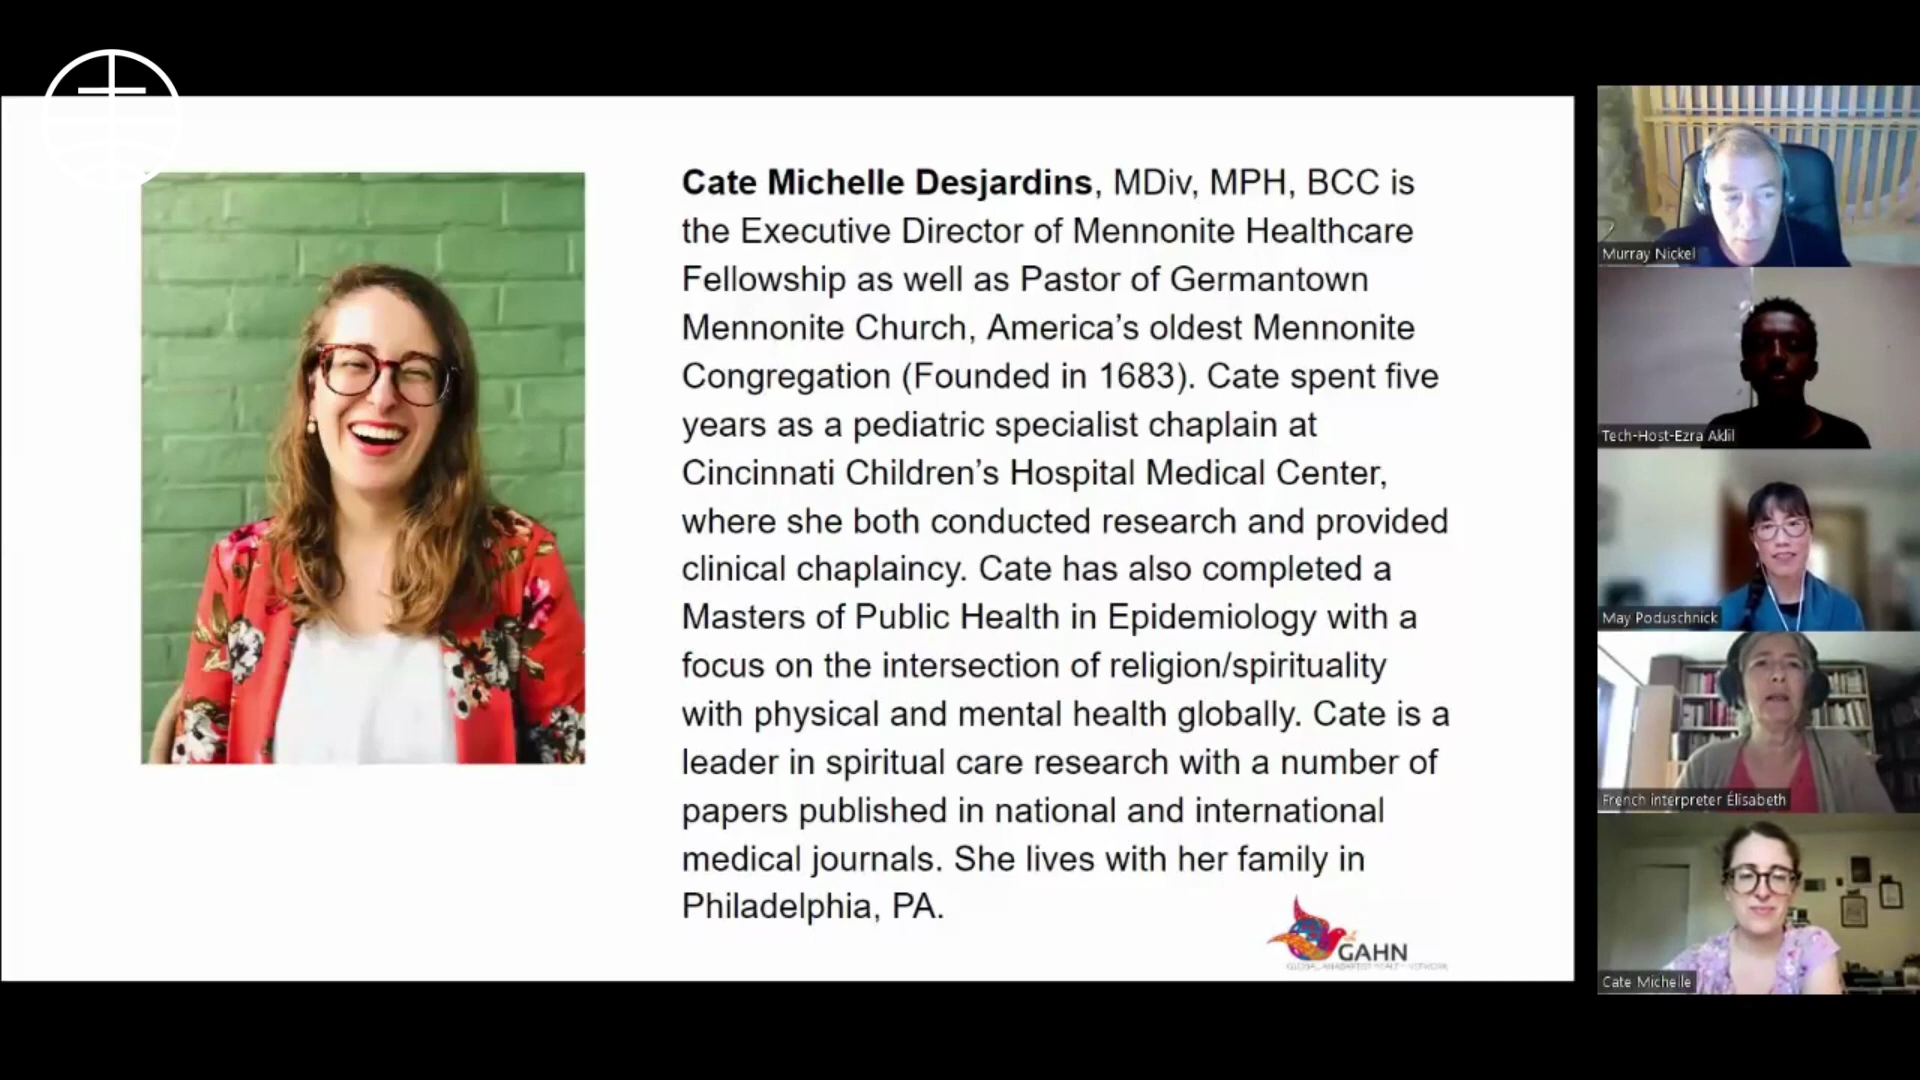 Cate Michelle Desjardins, MDiv, MPH, BCC is
the Executive Director of Mennonite Healthcare
Fellowship as well as Pastor of Germantown
Mennonite Church, America’s oldest Mennonite
Congregation (Founded in 1683). Cate spent five
years as a pediatric specialist chaplain at
Cincinnati Children’s Hospital Medical Center,
where she both conducted research and provided
clinical chaplaincy. Cate has also completed a
Masters of Public Health in Epidemiology with a
focus on the intersection of religion/spirituality
with physical and mental health globally. Cate is a
leader in spiritual care research with a number of
papers published in national and international
medical journals. She lives with her family in
Philadelphia, PA.
GAHN
GLOBAL ANABAPTIST HEALTH NETWORK
Murray Nickel
Tech-Host-Ezra Aklil
May Poduschnick
French interpreter Élisabeth
Cate Michelle